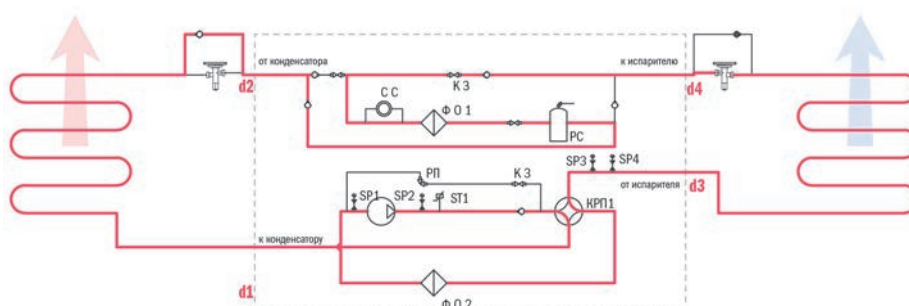 от конденсатора
к испарителю
d2
К З
d4
С С
Ф О 1
РС
SP3
SP4
РП
К З
от испарителя
d3
SP1
SP2
ST1
КРП1
к конденсатору
d1
Ф О 2